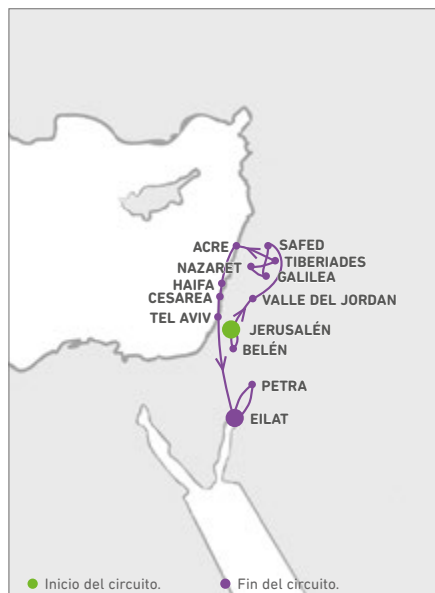 ACRE
SAFED
TIBERIADES
NAZARET
GALILEA
HAIFA
CESAREA
VALLE DEL JORDAN
TEL AVIV
JERUSALÉN
BELÉN
PETRA
EILAT
Inicio del circuito.
Fin del circuito.